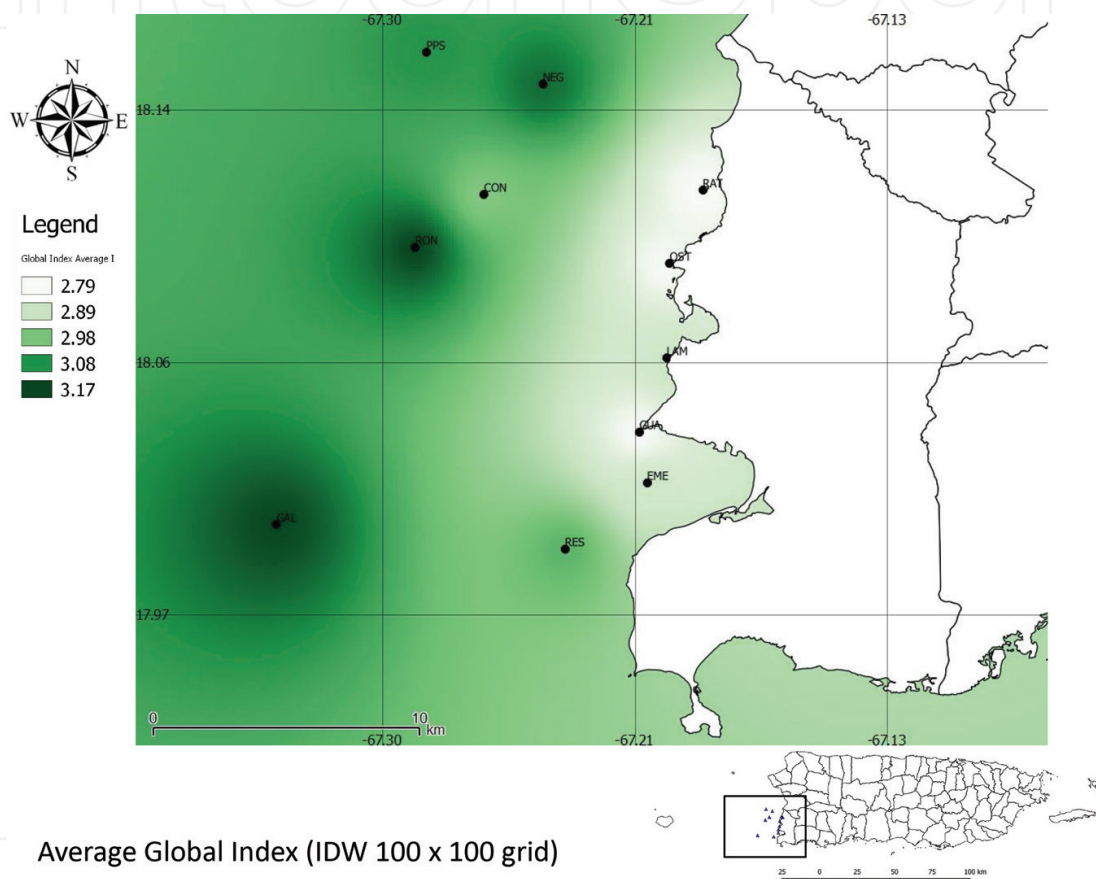 -67.30 -67.21 -67.13
PPS
NEG
18.14
N
W E
S
CON
RAT
RON
OST
Legend
Global Index Average I
2.79
2.89
2.98
3.08
3.17
LAM
18.06
GUA
EME
GAL
RES
17.97
0 10
km
-67.30 -67.21 -67.13
Average Global Index (IDW 100 x 100 grid)
25 0 25 50 75 100 km